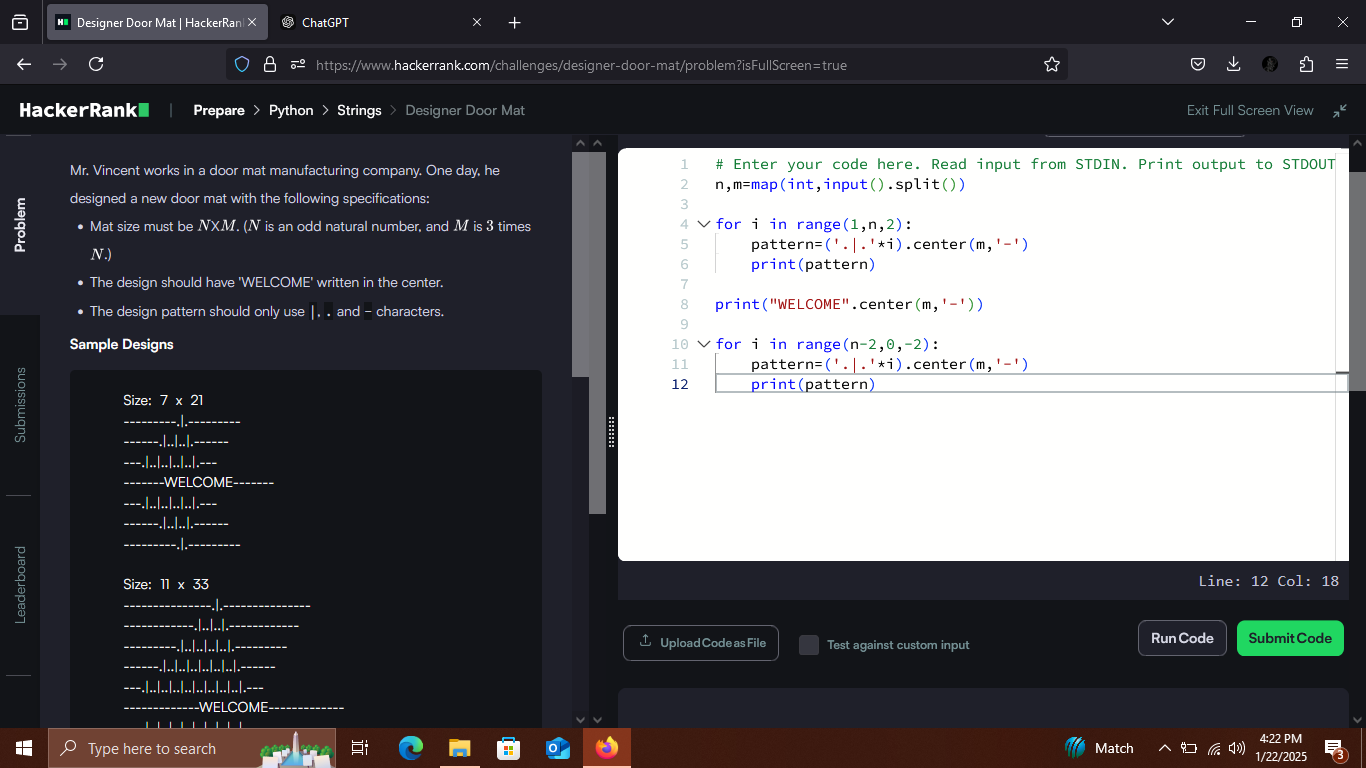 Designer Door Mat | HackerRan
ChatGPT
https://www.hackerrank.com/challenges/designer-door-mat/problem?isFullScreen=true
HackerRank
|
Prepare > Python > Strings > Designer Door Mat
Exit Full Screen View
Problem
Submissions
Leaderboard
Mr. Vincent works in a door mat manufacturing company. One day, he
designed a new door mat with the following specifications:
• Mat size must be NXM. (N is an odd natural number, and M is 3 times
N.)
• The design should have 'WELCOME' written in the center.
• The design pattern should only use |, . and - characters.
Sample Designs
Size: 7 x 21
---------.|.---------
------.|..|..|.------
---.|..|..|..|..|.---
-------WELCOME-------
---.|..|..|..|..|.---
------.|..|..|.------
---------.|.---------
Size: 11 x 33
---------------.|.---------------
------------.|..|..|.------------
---------.|..|..|..|..|.---------
------.|..|..|..|..|..|..|.------
---.|..|..|..|..|..|..|..|..|.---
-------------WELCOME-------------
1 # Enter your code here. Read input from STDIN. Print output to STDOUT
2 n,m=map(int,input().split())
3
4 for i in range(1,n,2):
5 pattern=('.|.'*i).center(m,'-')
6 print(pattern)
7
8 print("WELCOME".center(m,'-'))
9
10 for i in range(n-2,0,-2):
11 pattern=('.|.'*i).center(m,'-')
12 print(pattern)
Line: 12 Col: 18
Upload Code as File
Test against custom input
Run Code
Submit Code
Type here to search
Match
4:22 PM
1/22/2025
3